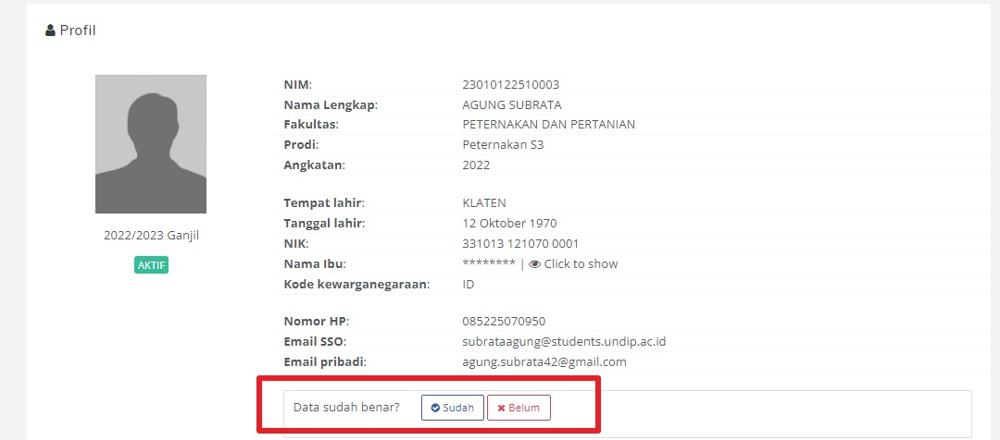 Profil
NIM: 23010122510003
Nama Lengkap: AGUNG SUBRATA
Fakultas: PETERNAKAN DAN PERTANIAN
Prodi: Peternakan S3
Angkatan: 2022
Tempat lahir: KLATEN
Tanggal lahir: 12 Oktober 1970
NIK: 331013 121070 0001
Nama Ibu: ******** | Click to show
Kode kewarganegaraan: ID
Nomor HP: 085225070950
Email SSO: subrataagung@students.undip.ac.id
Email pribadi: agung.subrata42@gmail.com
2022/2023 Ganjil
AKTIF
Data sudah benar? Sudah Belum